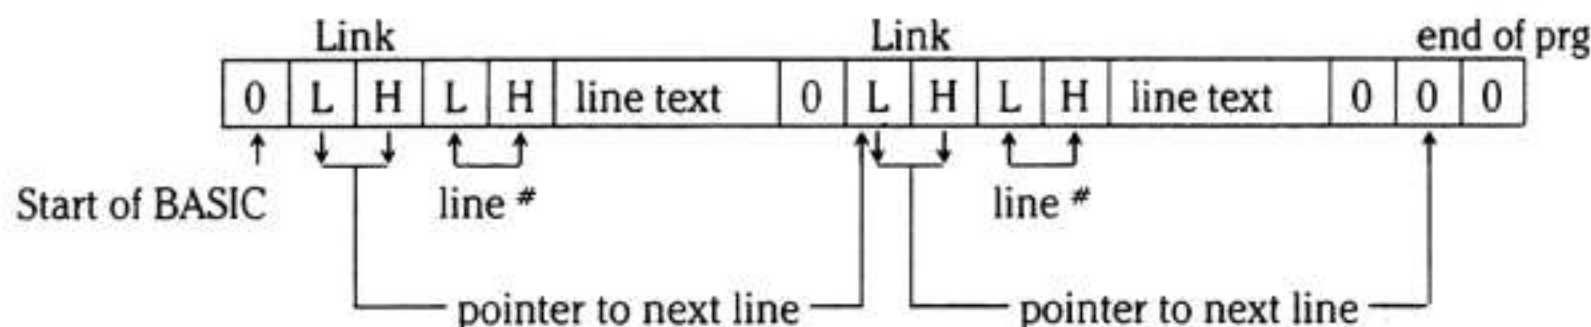 Link Link end of prg
0 L H L H line text 0 L H L H line text 0 0 0
Start of BASIC line # line #
pointer to next line pointer to next line